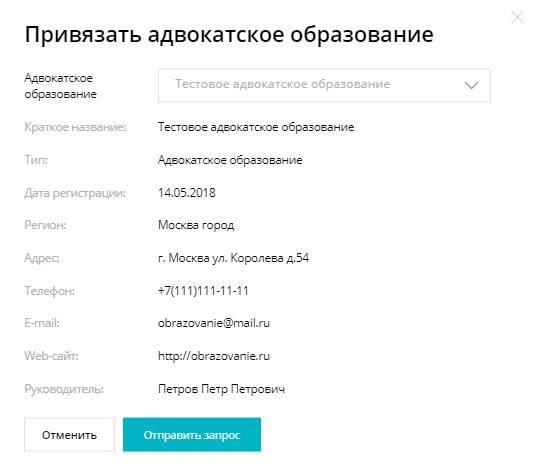 Привязать адвокатское образование
Адвокатское
образование
Тестовое адвокатское образование
Краткое название: Тестовое адвокатское образование
Тип: Адвокатское образование
Дата регистрации: 14.05.2018
Регион: Москва город
Адрес: г. Москва ул. Королева д.54
Телефон: +7(111)111-11-11
E-mail: obrazovanie@mail.ru
Web-сайт: http://obrazovanie.ru
Руководитель: Петров Петр Петрович
Отменить Отправить запрос